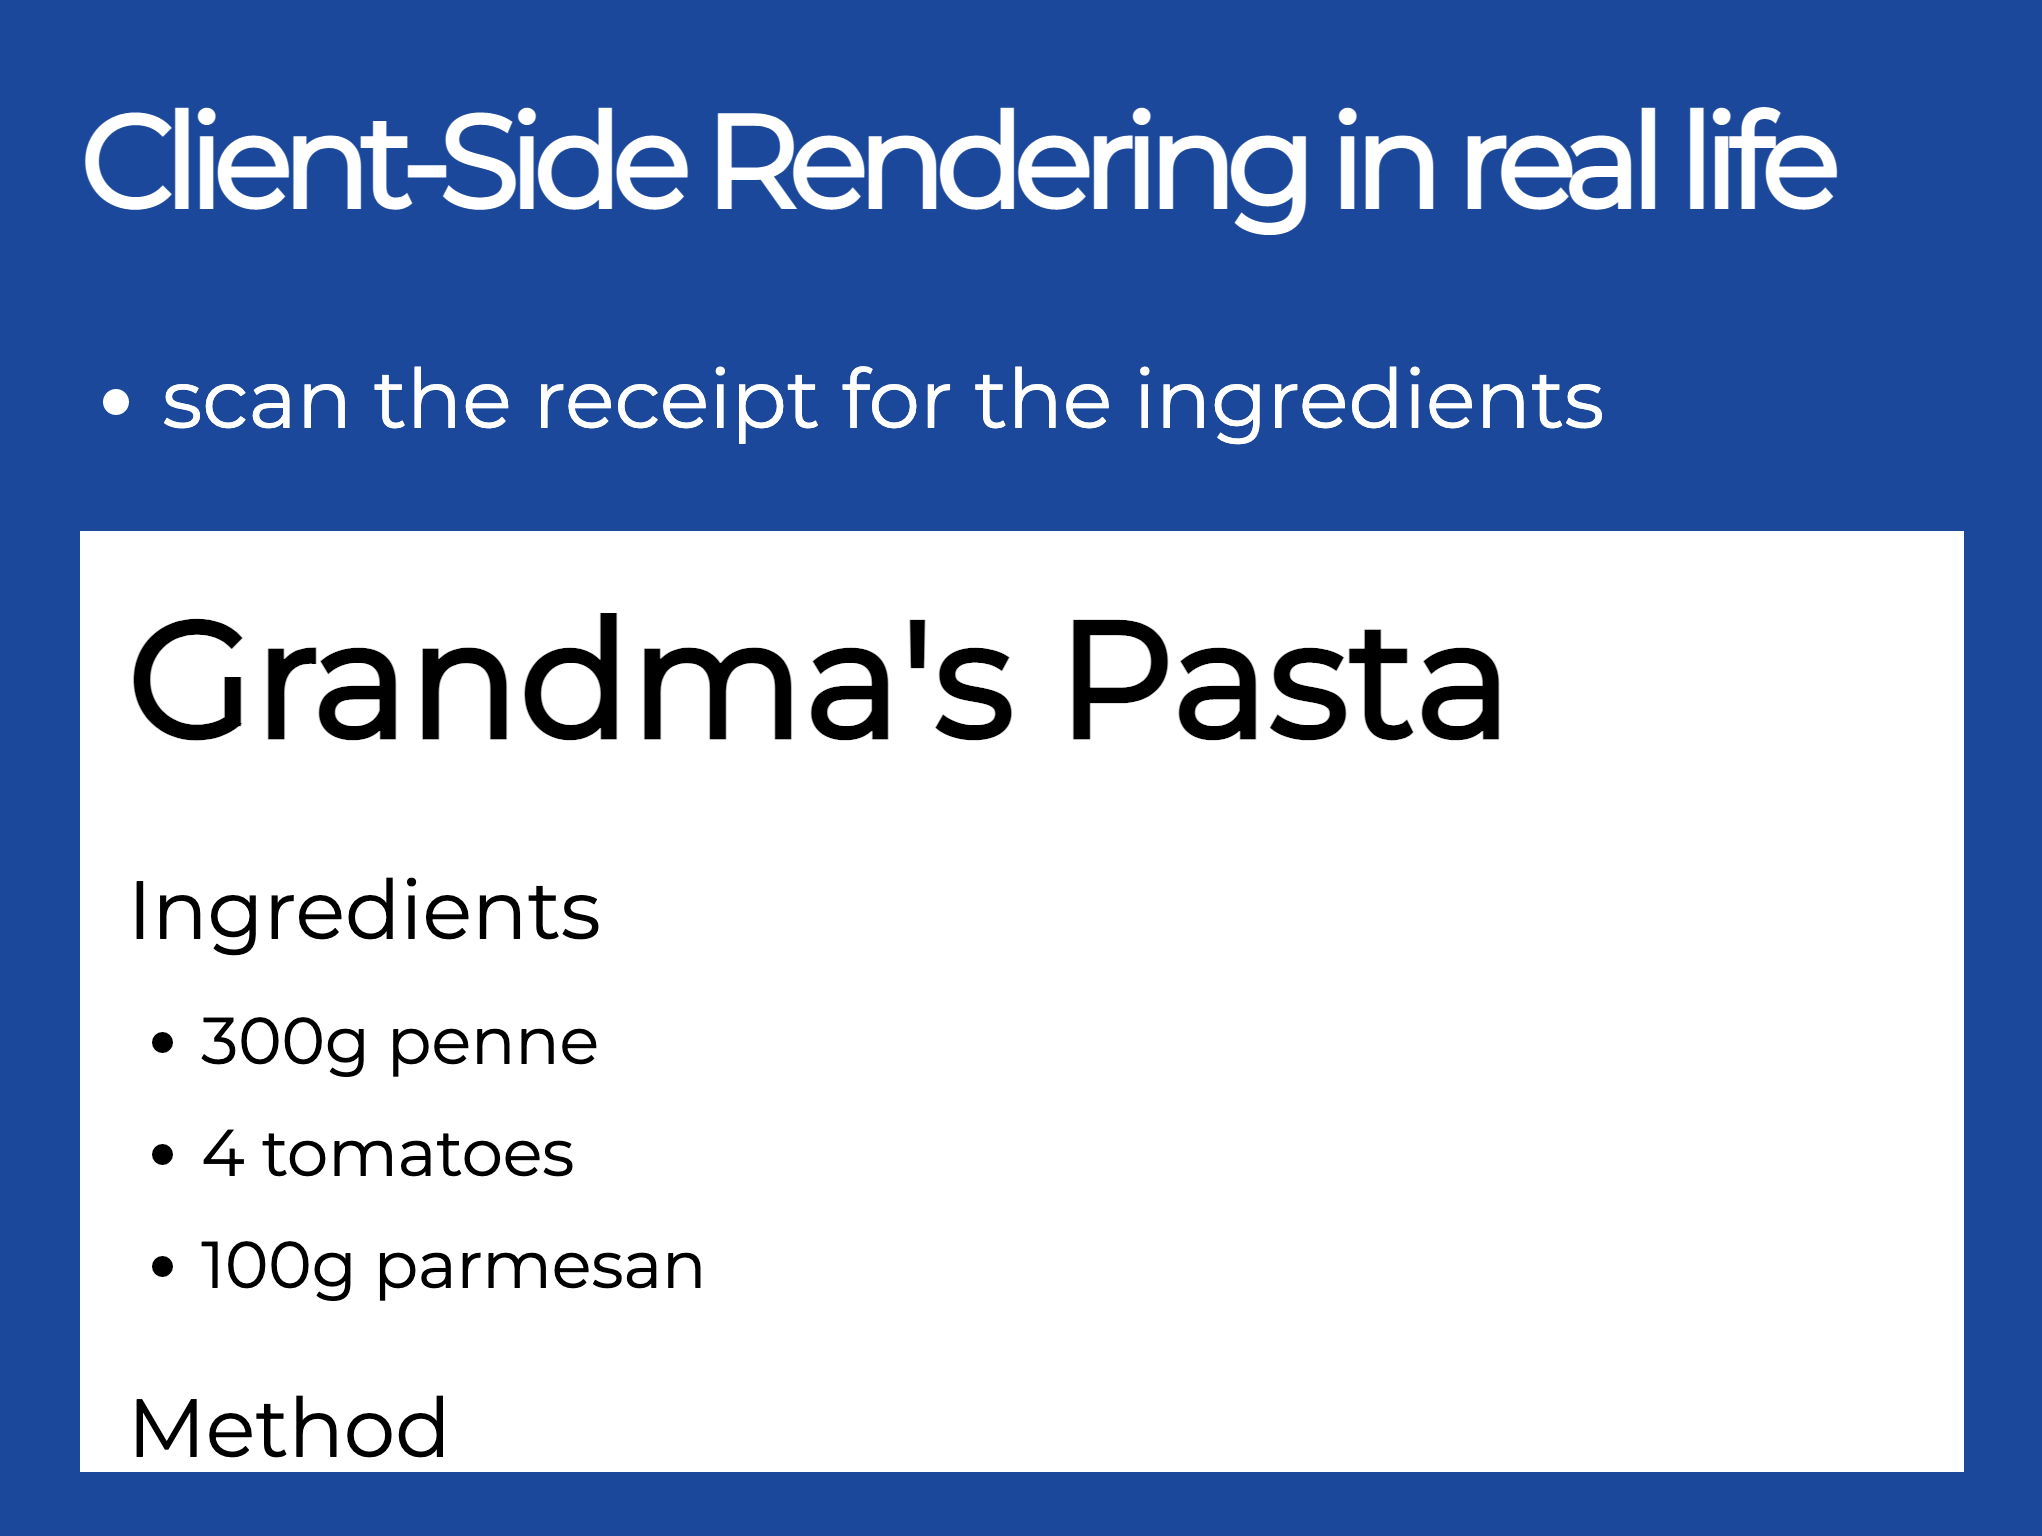 Client-Side Rendering in real life
• scan the receipt for the ingredients
Grandma's Pasta
Ingredients
• 300g penne
• 4 tomatoes
• 100g parmesan
Method